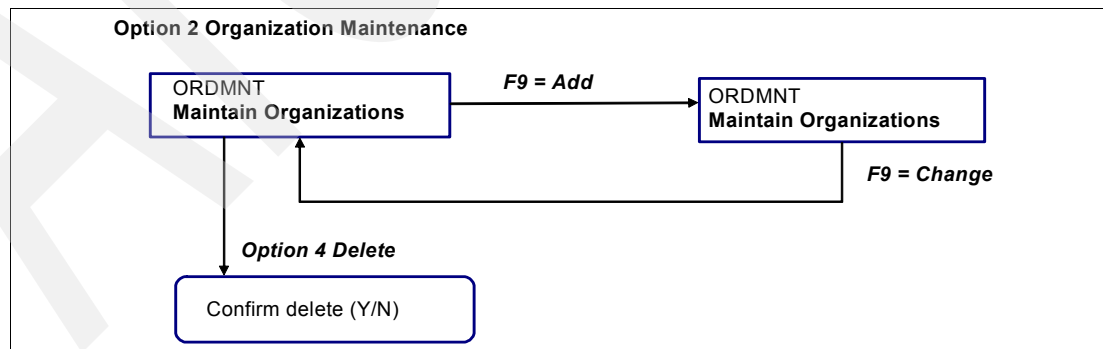 Option 2 Organization Maintenance
ORDMNT
Maintain Organizations
F9 = Add
ORDMNT
Maintain Organizations
F9 = Change
Option 4 Delete
Confirm delete (Y/N)